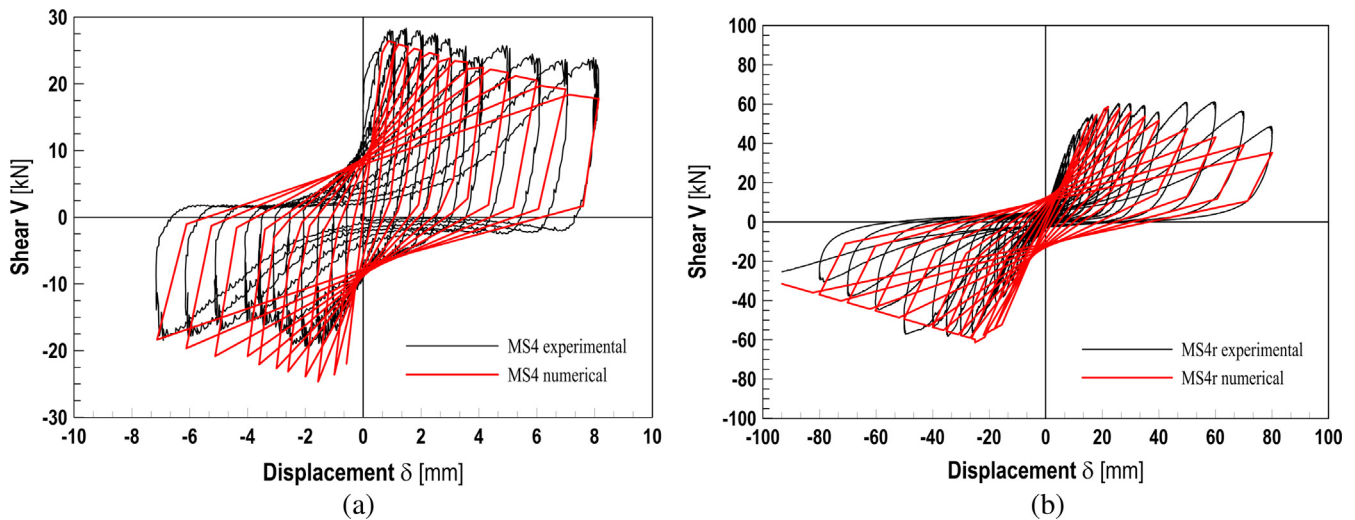 30
20
10
0
-10
-20
-30
-10 -8 -6 -4 -2 0 2 4 6 8 10
Shear V [kN]
Displacement δ [mm]
MS4 experimental
MS4 numerical
(a)
100
80
60
40
20
0
-20
-40
-60
-80
-100
-100 -80 -60 -40 -20 0 20 40 60 80 100
Shear V [kN]
Displacement δ [mm]
MS4r experimental
MS4r numerical
(b)